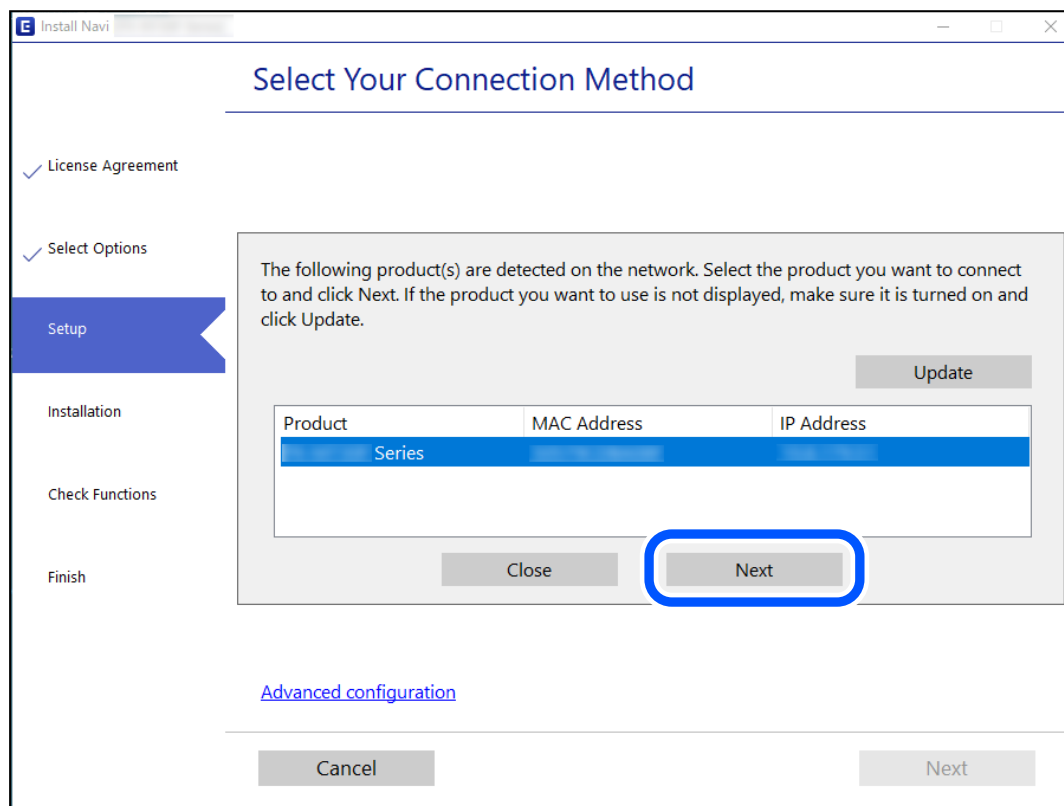 Install Navi
Select Your Connection Method
License Agreement
Select Options
Setup
Installation
Check Functions
Finish
The following product(s) are detected on the network. Select the product you want to connect
to and click Next. If the product you want to use is not displayed, make sure it is turned on and
click Update.
Update
Product MAC Address IP Address
Series
Close Next
Advanced configuration
Cancel Next